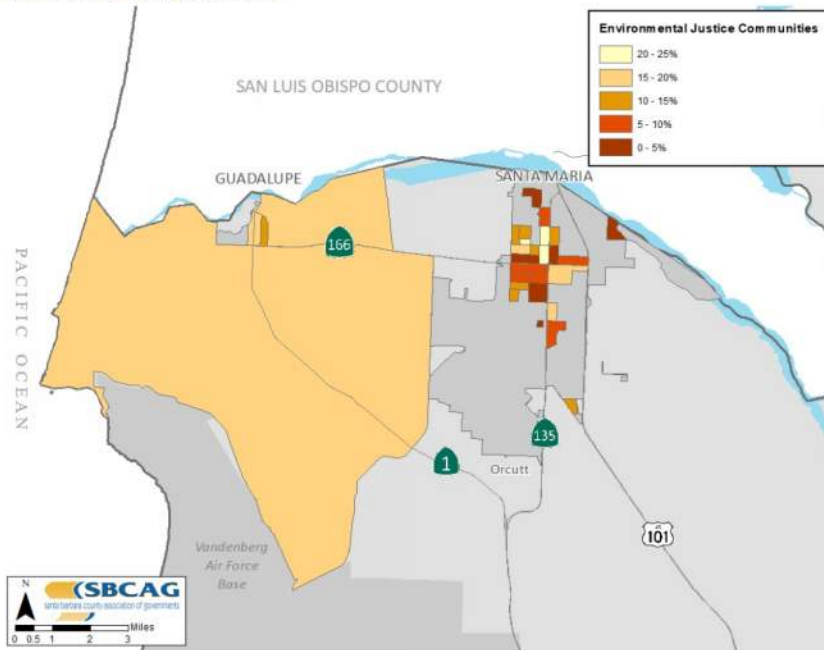 Environmental Justice Communities
20 - 25%
15 - 20%
10 - 15%
5 - 10%
0 - 5%
SAN LUIS OBISPO COUNTY
GUADALUPE
SANTA MARIA
166
PACIFIC OCEAN
135
1
Orcutt
US
101
Vandenberg
Air Force
Base
N
SBCAG
santa barbara county association of governments
Miles
0 0.5 1 2 3